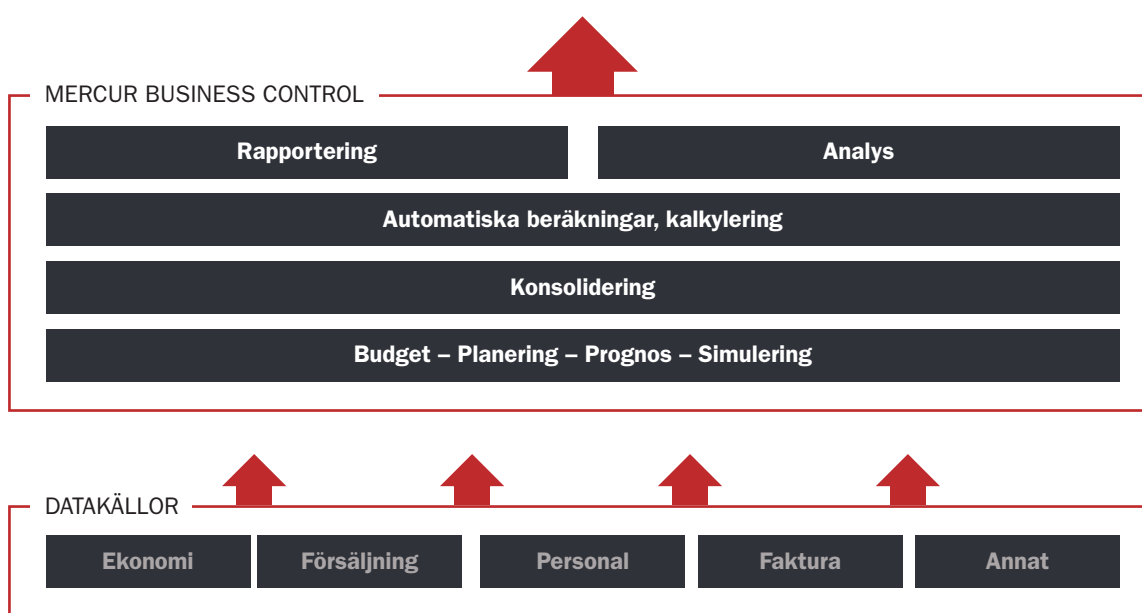 MERCUR BUSINESS CONTROL
Rapportering
Analys
Automatiska beräkningar, kalkylering
Konsolidering
Budget – Planering – Prognos – Simulering
DATAKÄLLOR
Ekonomi
Försäljning
Personal
Faktura
Annat